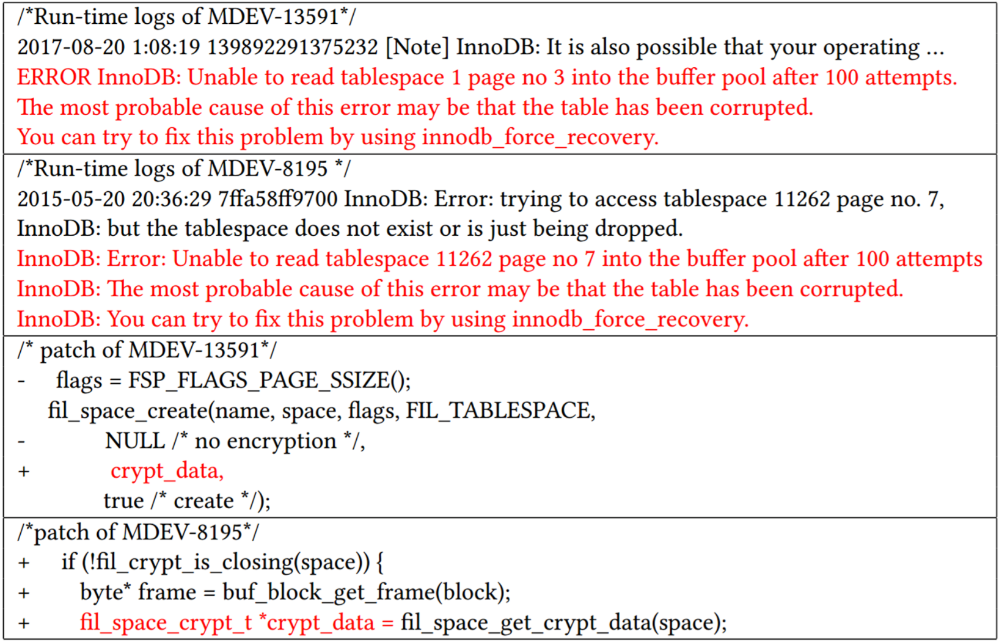 /*Run-time logs of MDEV-13591*/
2017-08-20 1:08:19 139892291375232 [Note] InnoDB: It is also possible that your operating ...
ERROR InnoDB: Unable to read tablespace 1 page no 3 into the buffer pool after 100 attempts.
The most probable cause of this error may be that the table has been corrupted.
You can try to fix this problem by using innodb_force_recovery.
/*Run-time logs of MDEV-8195 */
2015-05-20 20:36:29 7ffa58ff9700 InnoDB: Error: trying to access tablespace 11262 page no. 7,
InnoDB: but the tablespace does not exist or is just being dropped.
InnoDB: Error: Unable to read tablespace 11262 page no 7 into the buffer pool after 100 attempts
InnoDB: The most probable cause of this error may be that the table has been corrupted.
InnoDB: You can try to fix this problem by using innodb_force_recovery.
/* patch of MDEV-13591*/
- flags = FSP_FLAGS_PAGE_SSIZE();
fil_space_create(name, space, flags, FIL_TABLESPACE,
- NULL /* no encryption */,
+ crypt_data,
true /* create */);
/*patch of MDEV-8195*/
+ if (!fil_crypt_is_closing(space)) {
+ byte* frame = buf_block_get_frame(block);
+ fil_space_crypt_t *crypt_data = fil_space_get_crypt_data(space);